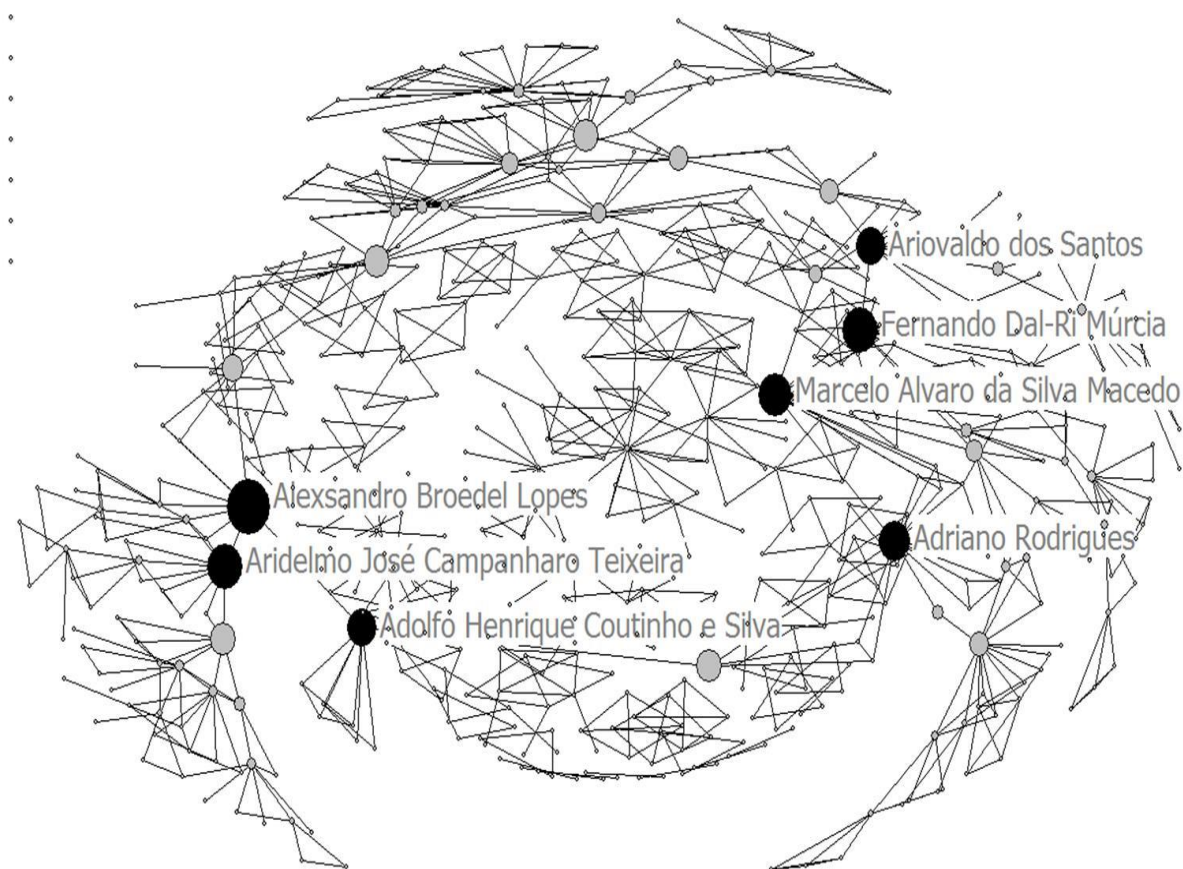 Ariovaldo dos Santos
Fernando Dal-Ri Múrcia
Marcelo Alvaro da Silva Macedo
Alexsandro Broedel Lopes
Adriano Rodrigues
Aridelmo José Campanharo Teixeira
Adolfo Henrique Coutinho e Silva